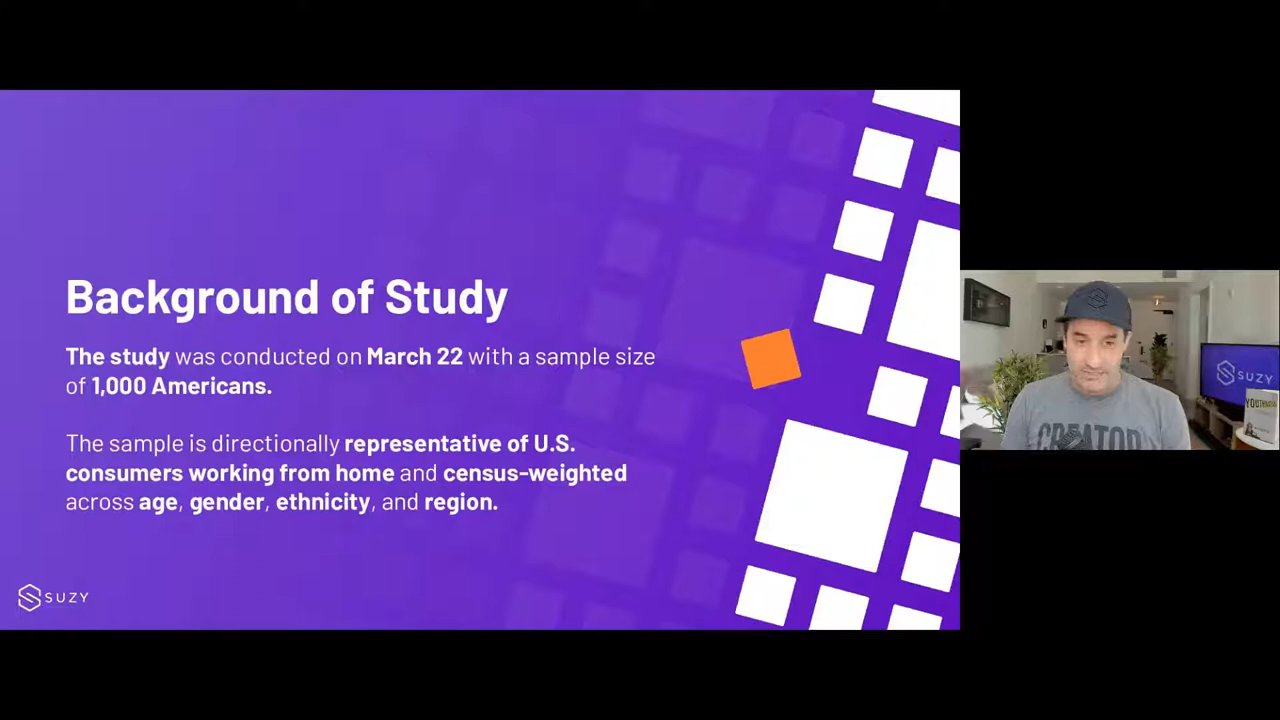 Background of Study
The study was conducted on March 22 with a sample size
of 1,000 Americans.
The sample is directionally representative of U.S.
consumers working from home and census-weighted
across age, gender, ethnicity, and region.
SUZY
SUZY
CREATOR